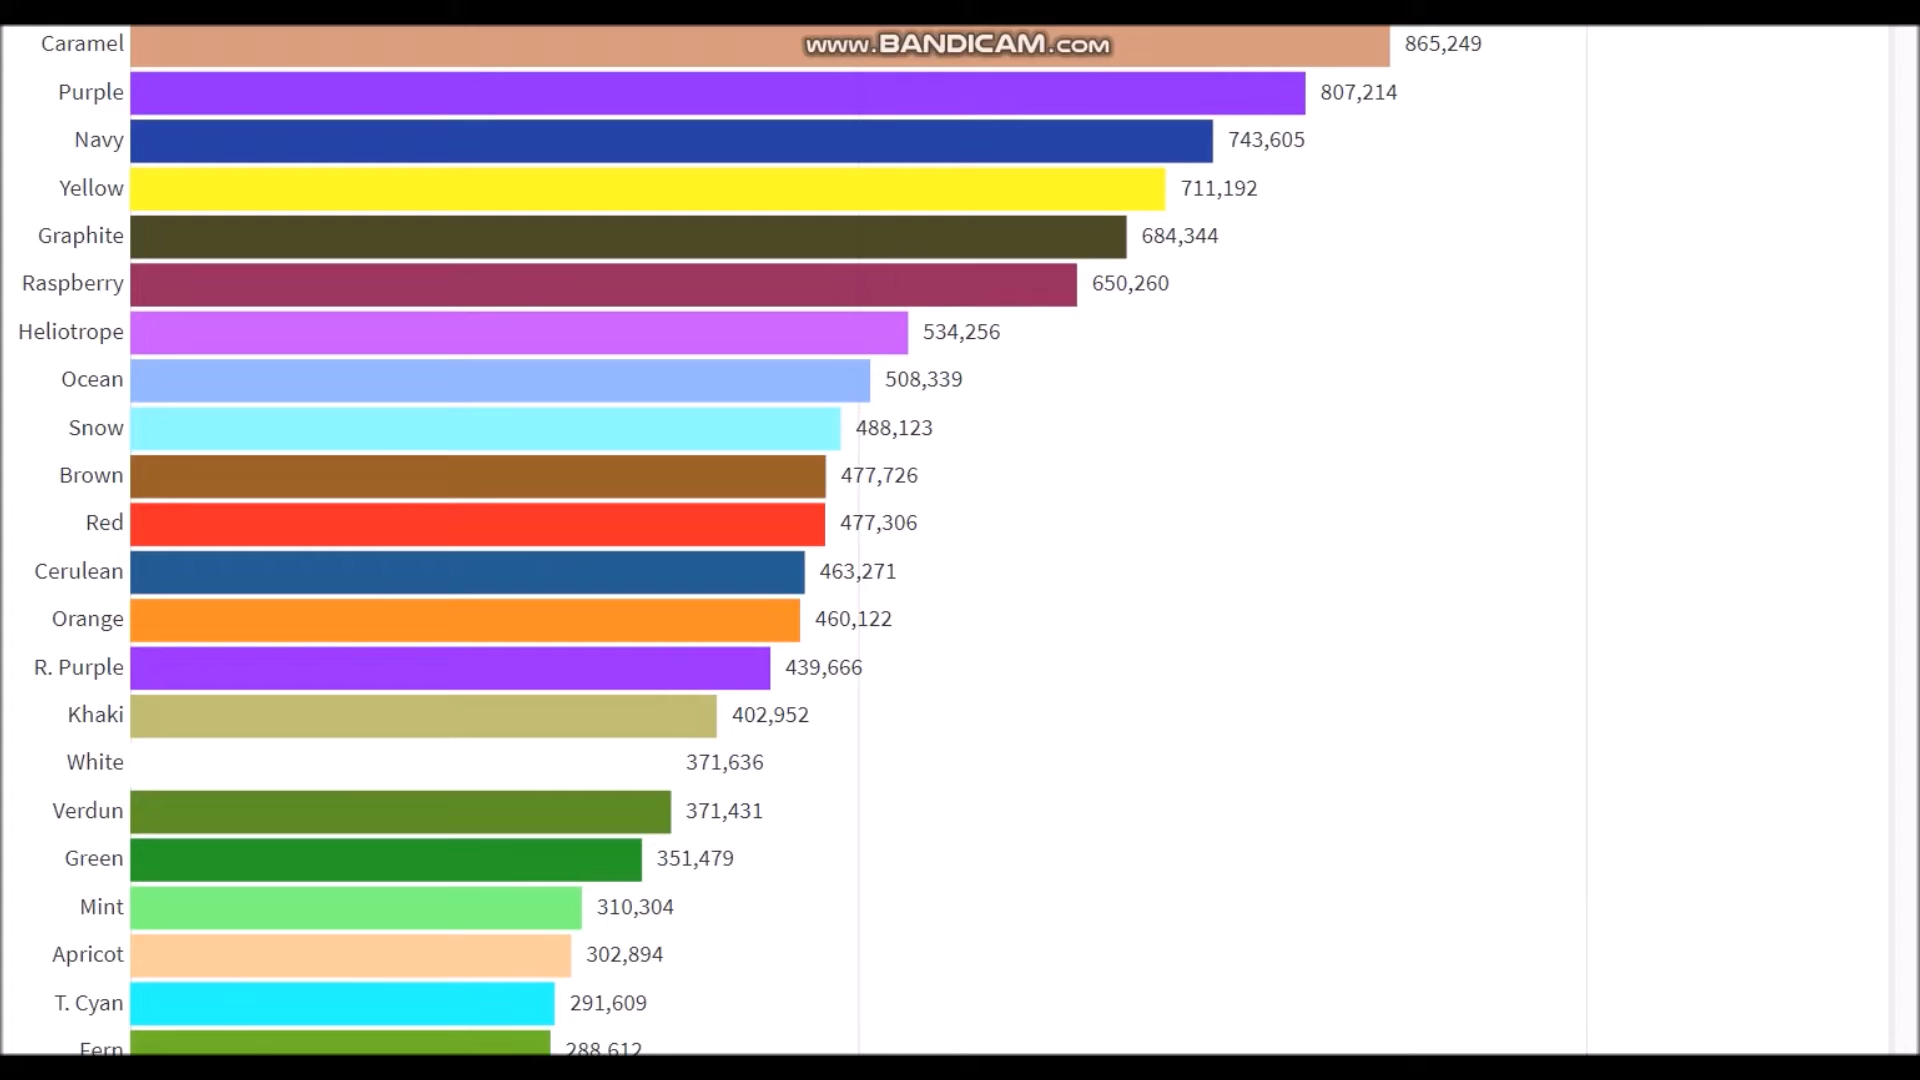 www.BANDICAM.com
Caramel 865,249
Purple 807,214
Navy 743,605
Yellow 711,192
Graphite 684,344
Raspberry 650,260
Heliotrope 534,256
Ocean 508,339
Snow 488,123
Brown 477,726
Red 477,306
Cerulean 463,271
Orange 460,122
R. Purple 439,666
Khaki 402,952
White 371,636
Verdun 371,431
Green 351,479
Mint 310,304
Apricot 302,894
T. Cyan 291,609
Fern 288,612